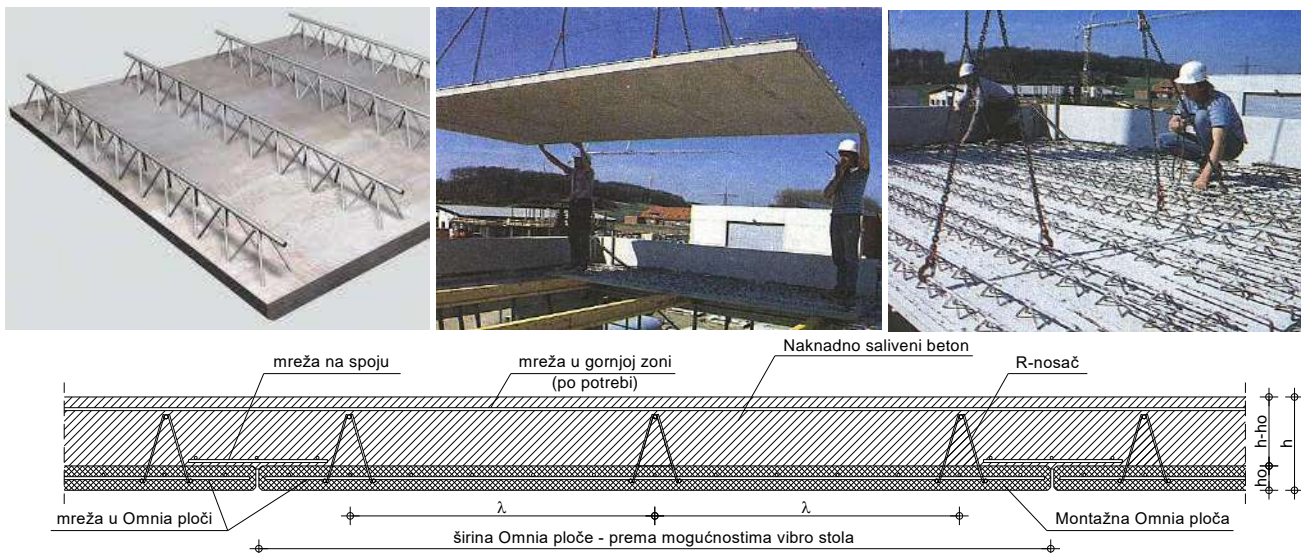 Naknadno saliveni beton
mreža na spoju
mreža u gornjoj zoni
(po potrebi)
R-nosač
h-ho
h
ho
mreža u Omnia ploči
λ
λ
Montažna Omnia ploča
širina Omnia ploče - prema mogućnostima vibro stola